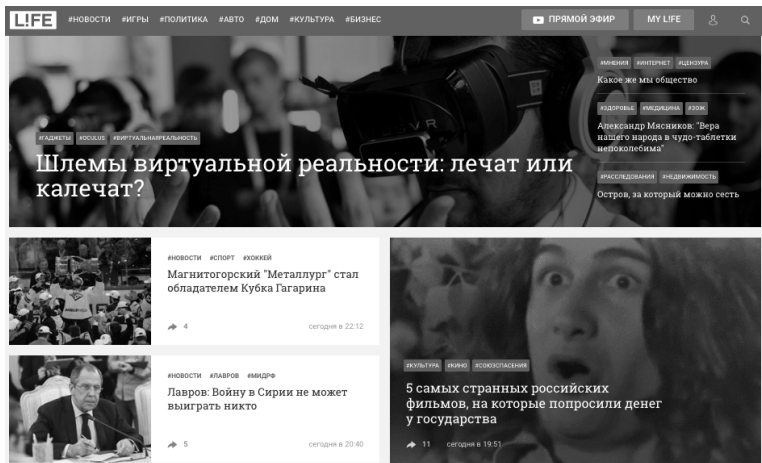 L!FE
#НОВОСТИ #ИГРЫ #ПОЛИТИКА #АВТО #ДОМ #КУЛЬТУРА #БИЗНЕС
ПРЯМОЙ ЭФИР
MY L!FE
#ГАДЖЕТЫ #OCULUS #ВИРТУАЛЬНАЯРЕАЛЬНОСТЬ
Шлемы виртуальной реальности: лечат или
калечат?
#МНЕНИЯ #ИНТЕРНЕТ #ЦЕНЗУРА
Какое же мы общество
#ЗДОРОВЬЕ #МЕДИЦИНА #ЗОЖ
Александр Мясников: "Вера
нашего народа в чудо-таблетки
непоколебима"
#РАССЛЕДОВАНИЯ #НЕДВИЖИМОСТЬ
Остров, за который можно сесть
#НОВОСТИ #СПОРТ #ХОККЕЙ
Магнитогорский "Металлург" стал
обладателем Кубка Гагарина
4 сегодня в 22:12
#НОВОСТИ #ЛАВРОВ #МИДРФ
Лавров: Войну в Сирии не может
выиграть никто
5 сегодня в 20:40
#КУЛЬТУРА #КИНО #СОЮЗСПАСЕНИЯ
5 самых странных российских
фильмов, на которые попросили денег
у государства
11 сегодня в 19:51